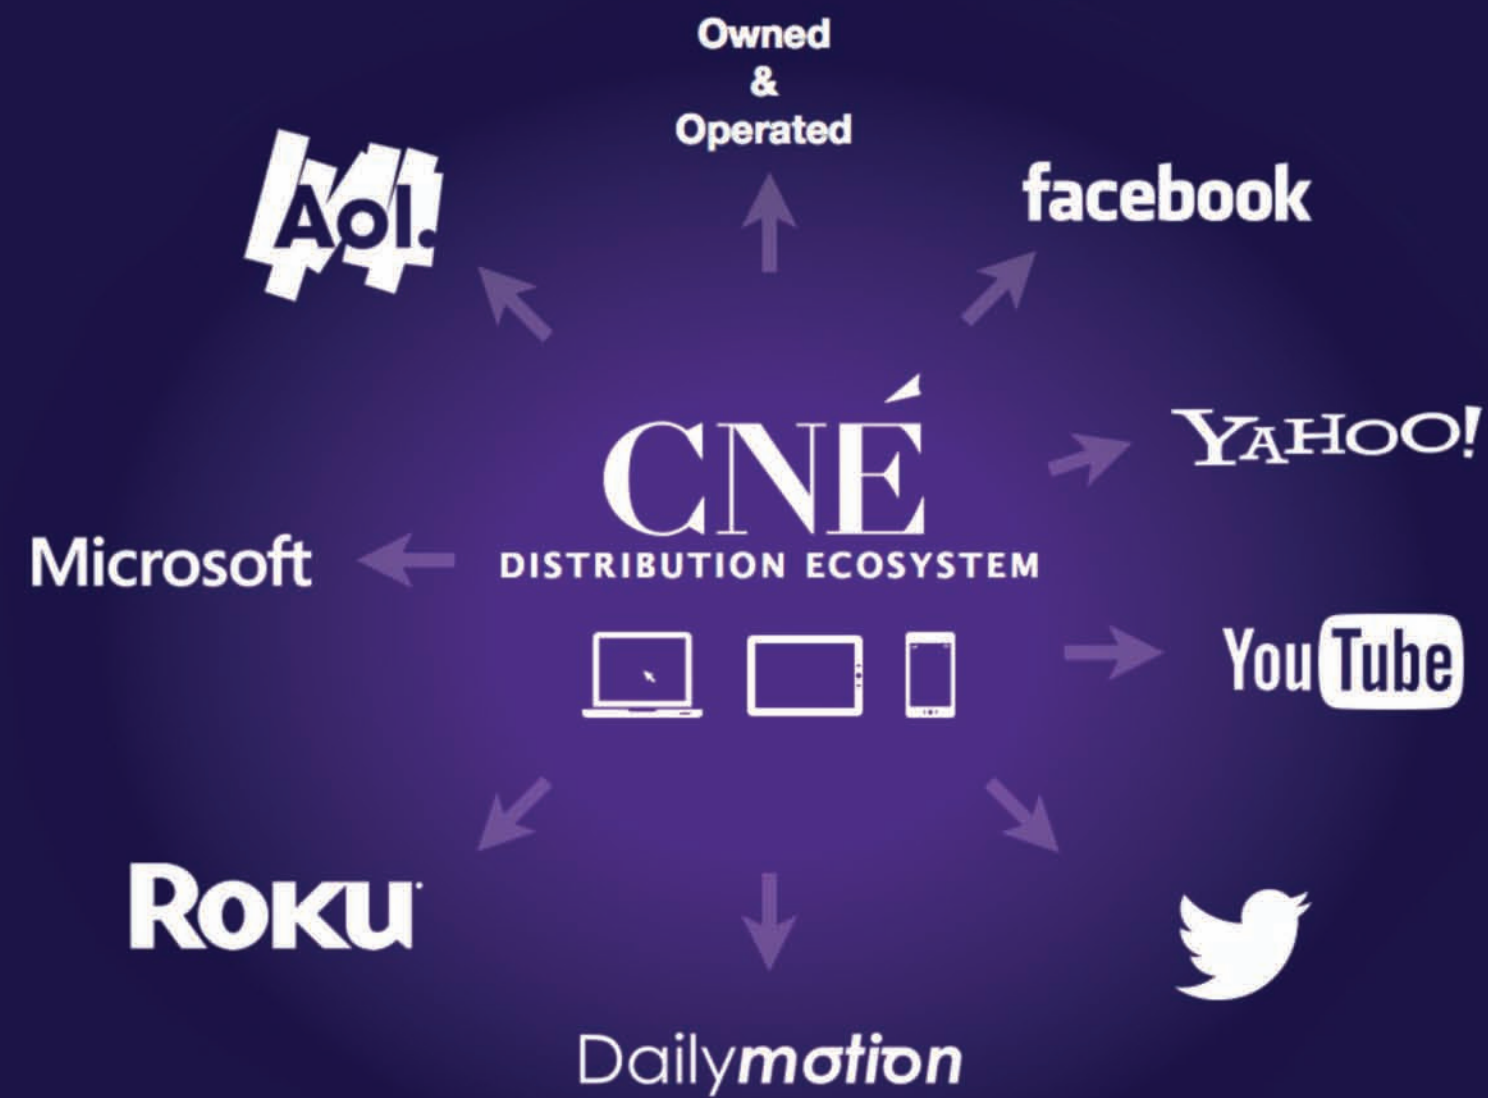 Owned
&
Operated
Aol.
facebook
YAHOO!
CNÉ
DISTRIBUTION ECOSYSTEM
Microsoft
YouTube
ROKU
Dailymotion